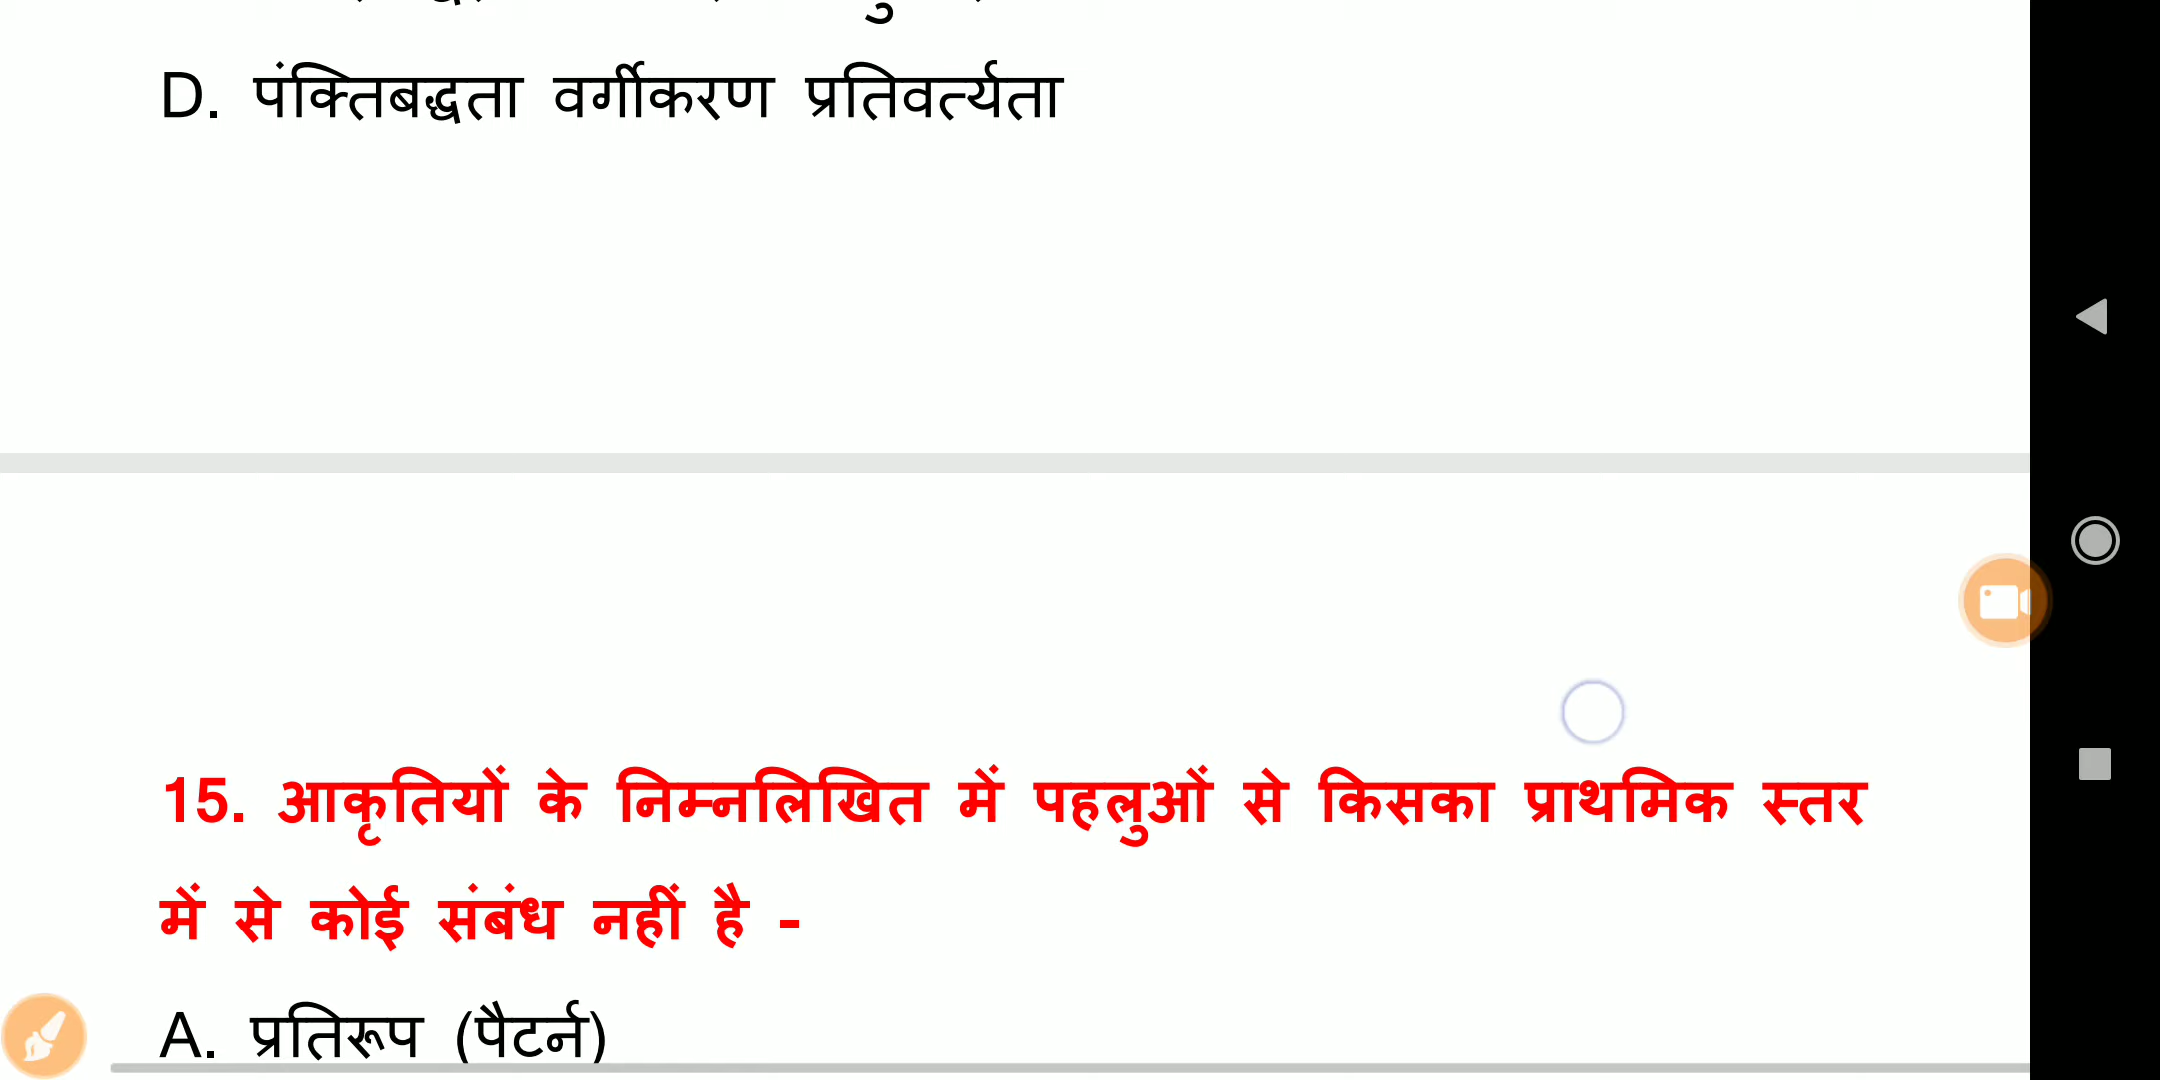 D. पंक्तिबद्धता वर्गीकरण प्रतिवर्त्यता
15. आकृतियों के निम्नलिखित में पहलुओं से किसका प्राथमिक स्तर
में से कोई संबंध नहीं है -
A. प्रतिरूप (पैटर्न)